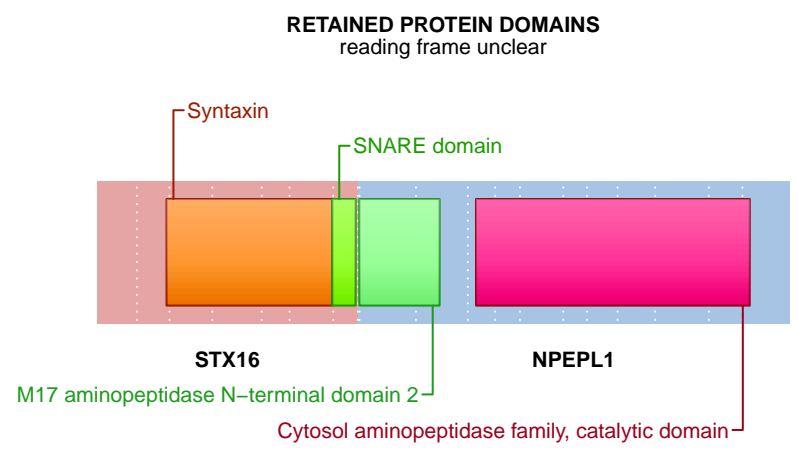 RETAINED PROTEIN DOMAINS
reading frame unclear
Syntaxin
SNARE domain
STX16
NPEPL1
M17 aminopeptidase N−terminal domain 2
Cytosol aminopeptidase family, catalytic domain